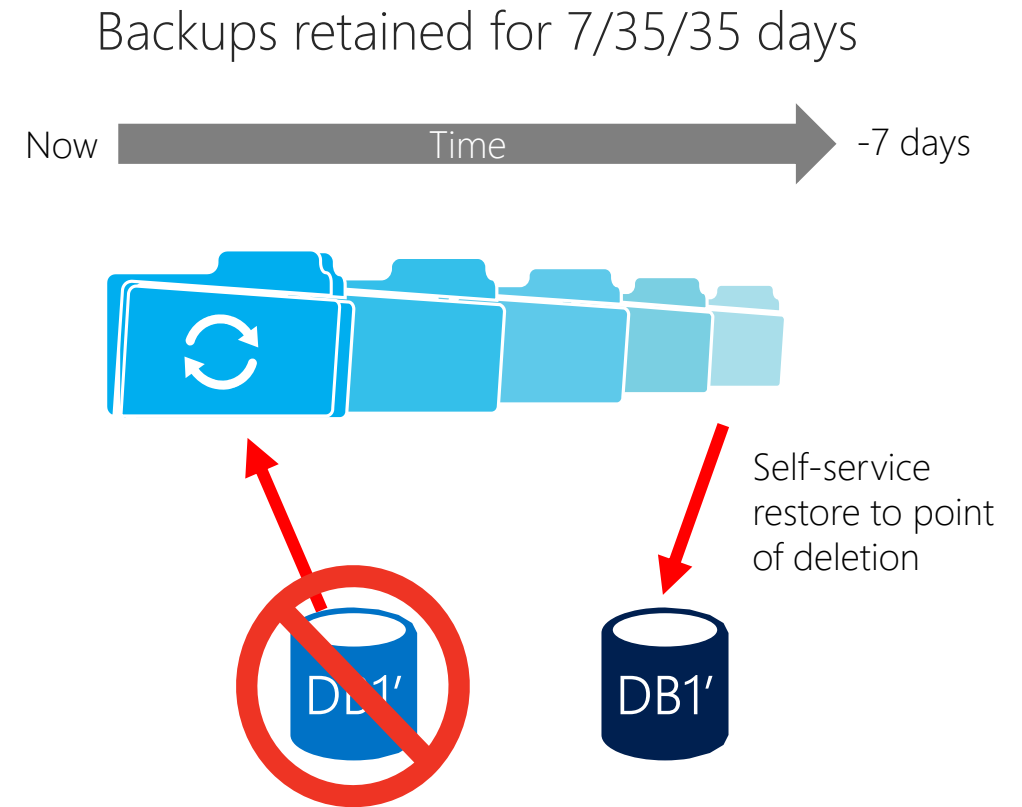 Backups retained for 7/35/35 days
Now
Time
-7 days
Self-service
restore to point
of deletion
DB1′
DB1′